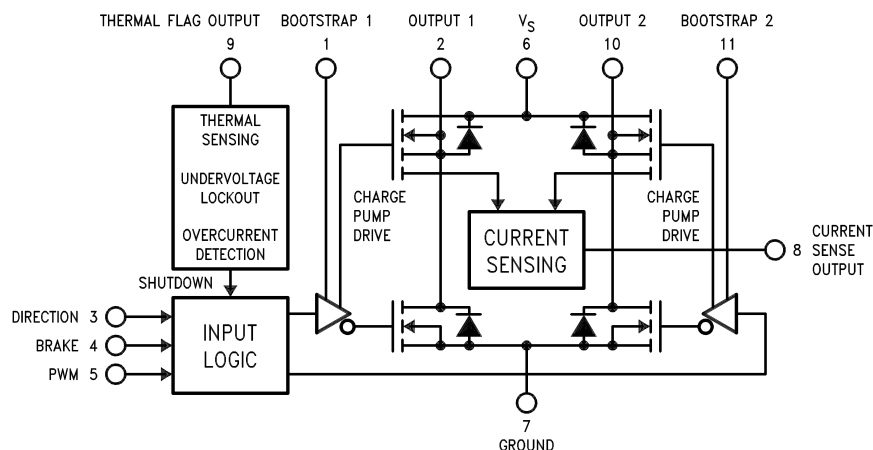 THERMAL FLAG OUTPUT
9
BOOTSTRAP 1
1
OUTPUT 1
2
VS
6
OUTPUT 2
10
BOOTSTRAP 2
11
THERMAL
SENSING
UNDERVOLTAGE
LOCKOUT
OVERCURRENT
DETECTION
SHUTDOWN
CHARGE
PUMP
DRIVE
CURRENT
SENSING
CHARGE
PUMP
DRIVE
8 CURRENT
SENSE
OUTPUT
DIRECTION 3
BRAKE 4
PWM 5
INPUT
LOGIC
7
GROUND